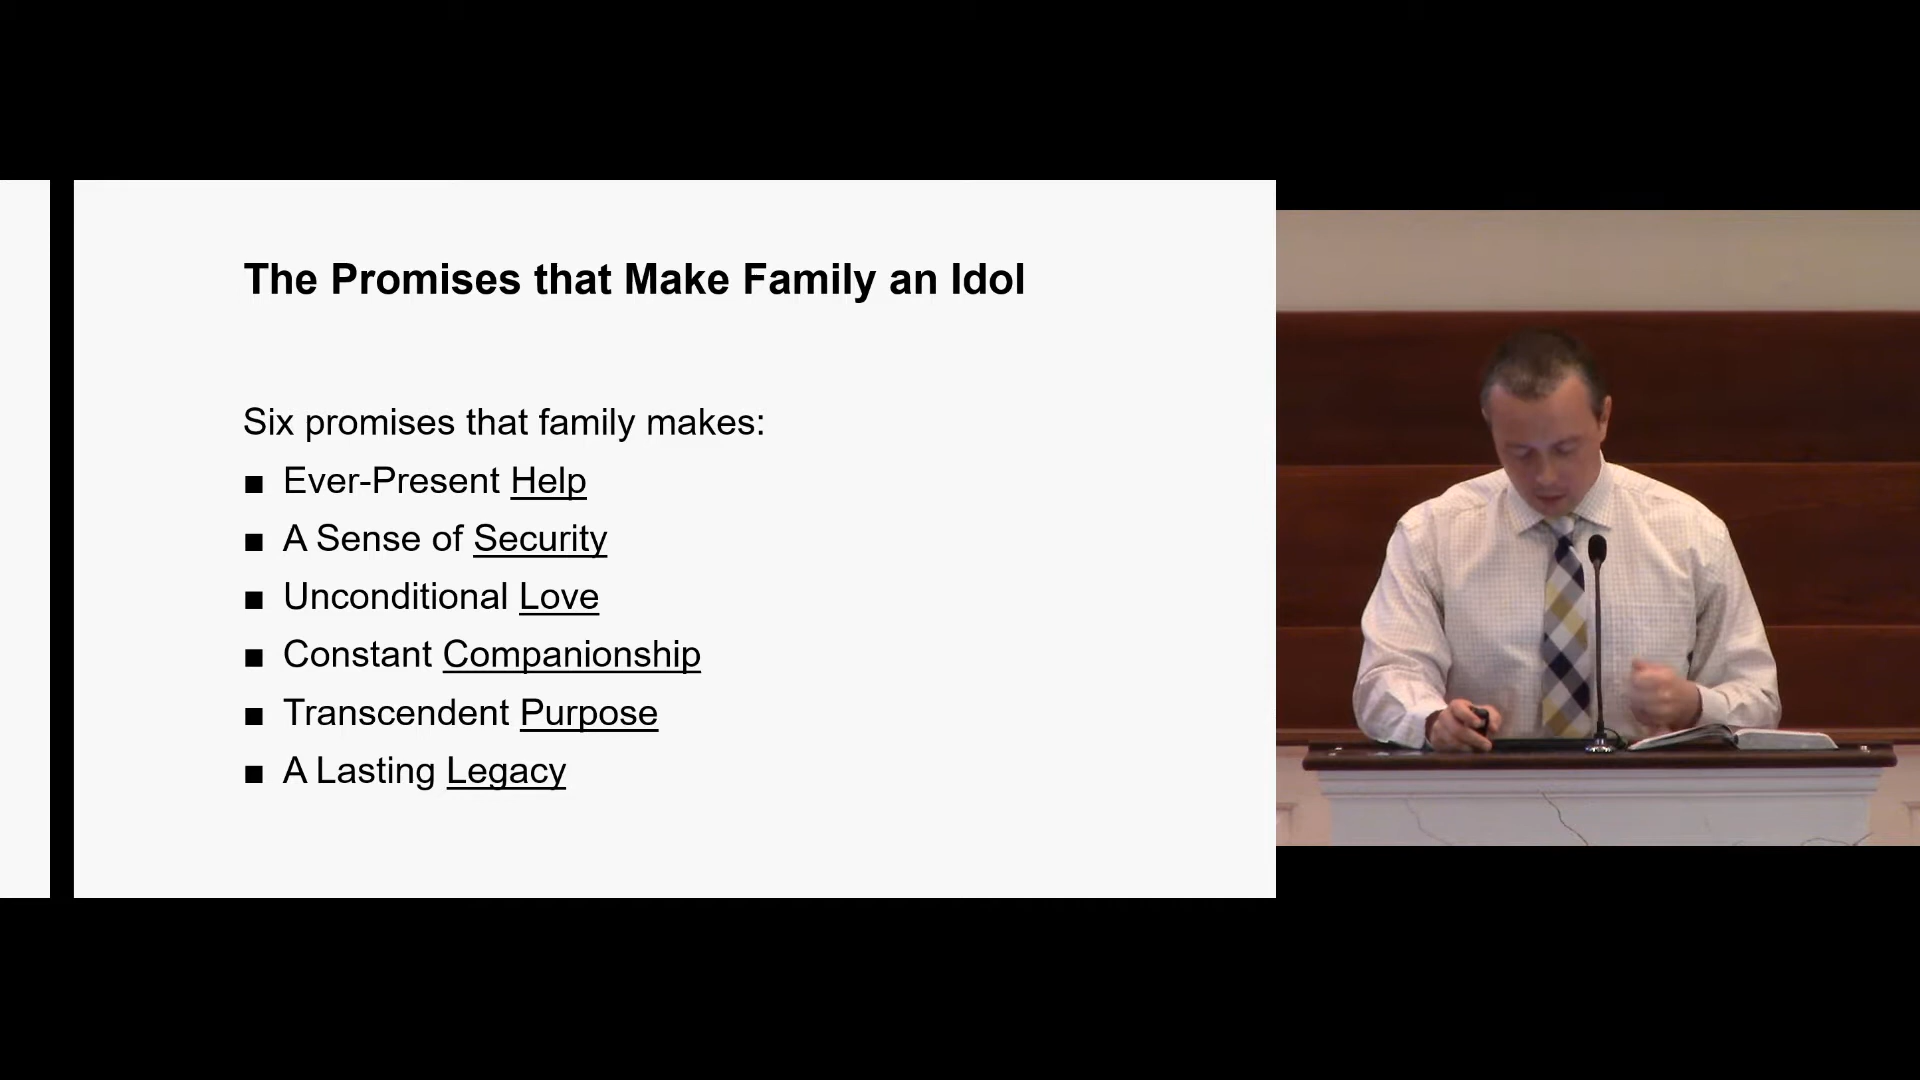 The Promises that Make Family an Idol
Six promises that family makes:
■ Ever-Present Help
■ A Sense of Security
■ Unconditional Love
■ Constant Companionship
■ Transcendent Purpose
■ A Lasting Legacy